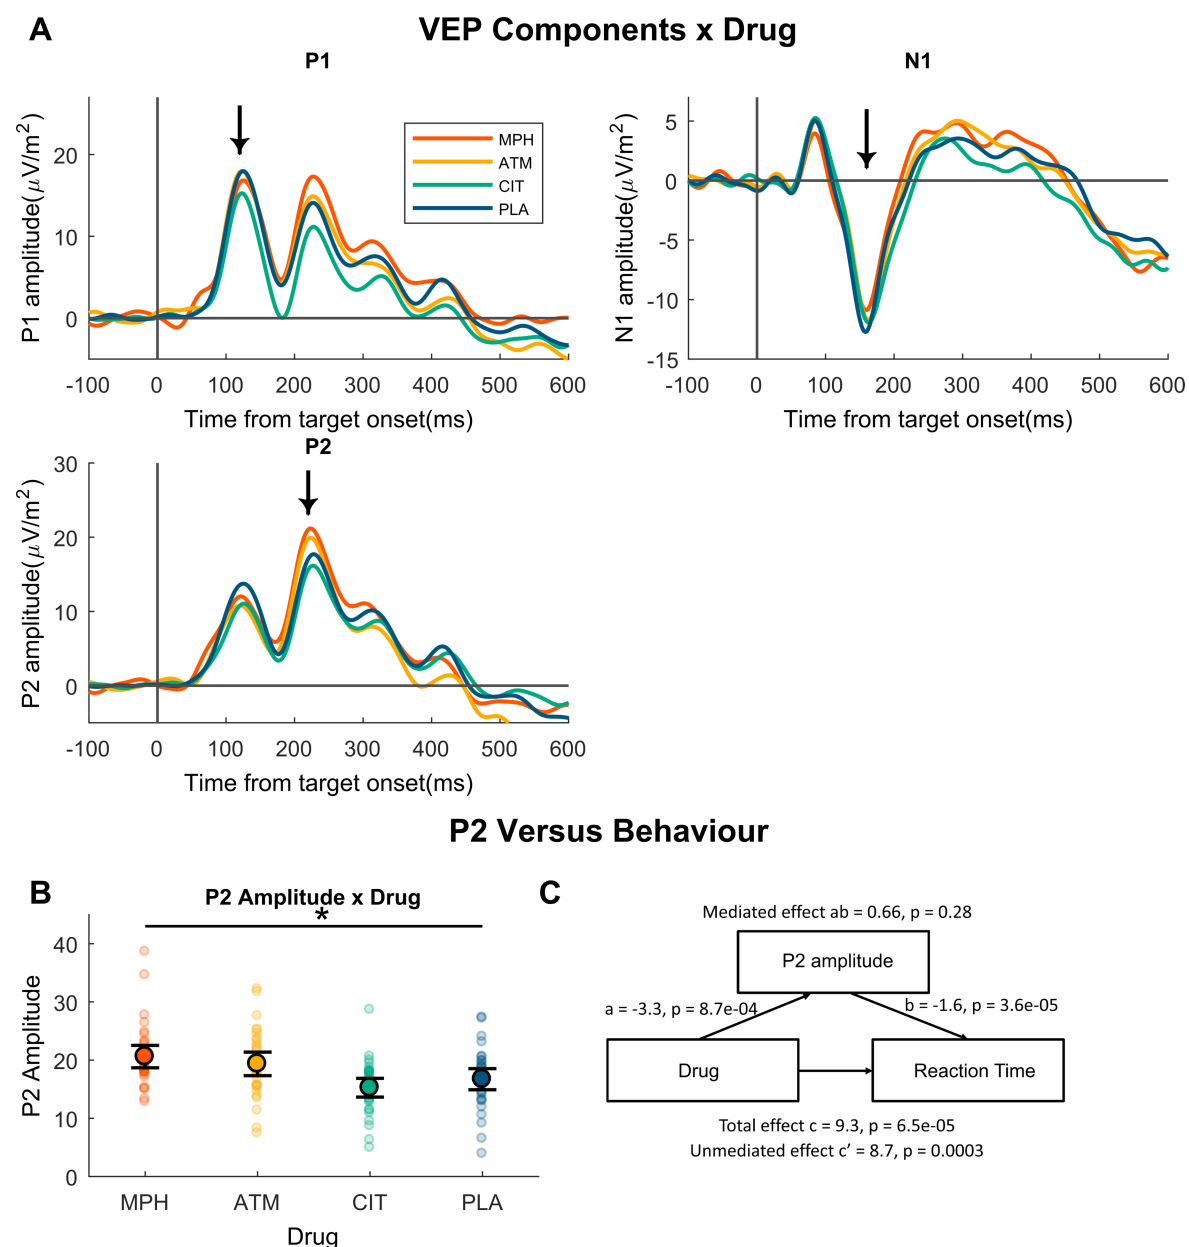 A
VEP Components x Drug
P1
P1 amplitude(μV/m²)
20
10
0
-100 0 100 200 300 400 500 600
Time from target onset(ms)
MPH
ATM
CIT
PLA
N1
N1 amplitude(μV/m²)
5
0
-5
-10
-15
-100 0 100 200 300 400 500 600
Time from target onset(ms)
P2
P2 amplitude(μV/m²)
30
20
10
0
-100 0 100 200 300 400 500 600
Time from target onset(ms)
P2 Versus Behaviour
B
P2 Amplitude x Drug
*
P2 Amplitude
40
30
20
10
0
MPH ATM CIT PLA
Drug
C
Mediated effect ab = 0.66, p = 0.28
P2 amplitude
a = -3.3, p = 8.7e-04
b = -1.6, p = 3.6e-05
Drug
Reaction Time
Total effect c = 9.3, p = 6.5e-05
Unmediated effect c’ = 8.7, p = 0.0003